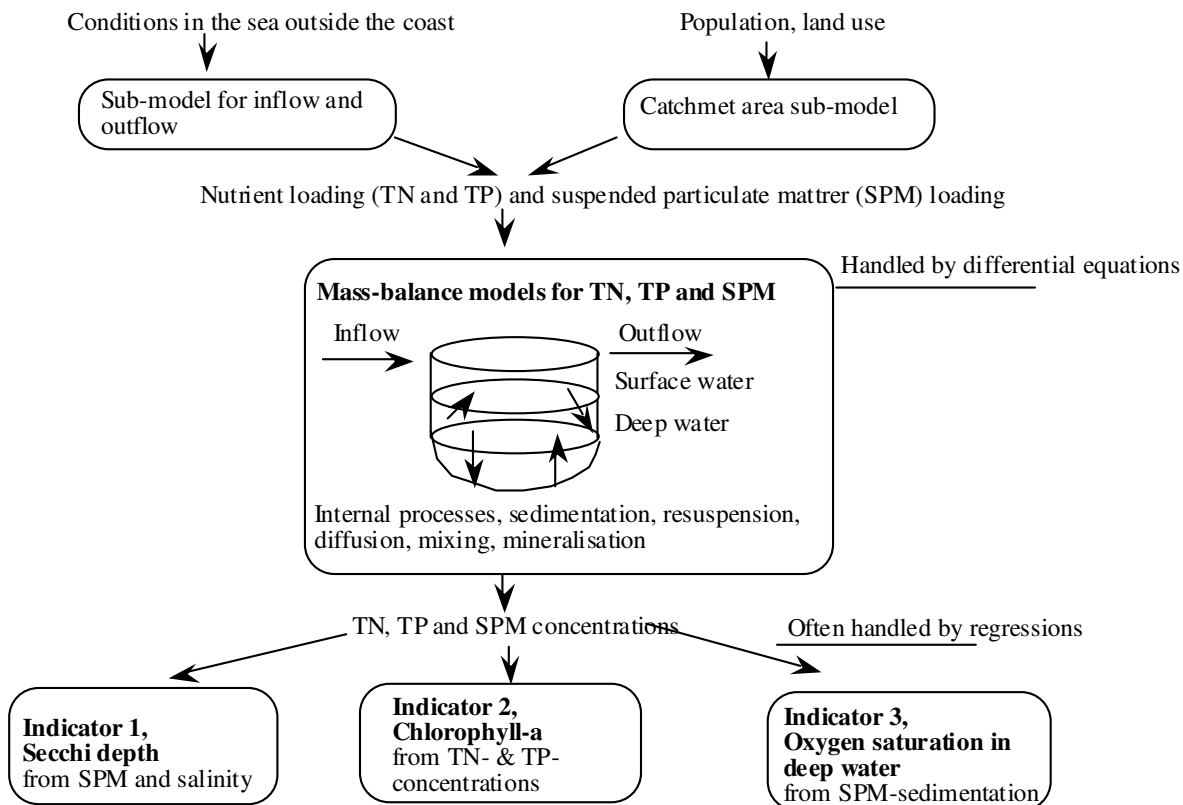 Conditions in the sea outside the coast
Population, land use
Sub-model for inflow and
outflow
Catchmet area sub-model
Nutrient loading (TN and TP) and suspended particulate mattrer (SPM) loading
Handled by differential equations
Mass-balance models for TN, TP and SPM
Inflow
Outflow
Surface water
Deep water
Internal processes, sedimentation, resuspension,
diffusion, mixing, mineralisation
TN, TP and SPM concentrations
Often handled by regressions
Indicator 1,
Secchi depth
from SPM and salinity
Indicator 2,
Chlorophyll-a
from TN- & TP-
concentrations
Indicator 3,
Oxygen saturation in
deep water
from SPM-sedimentation